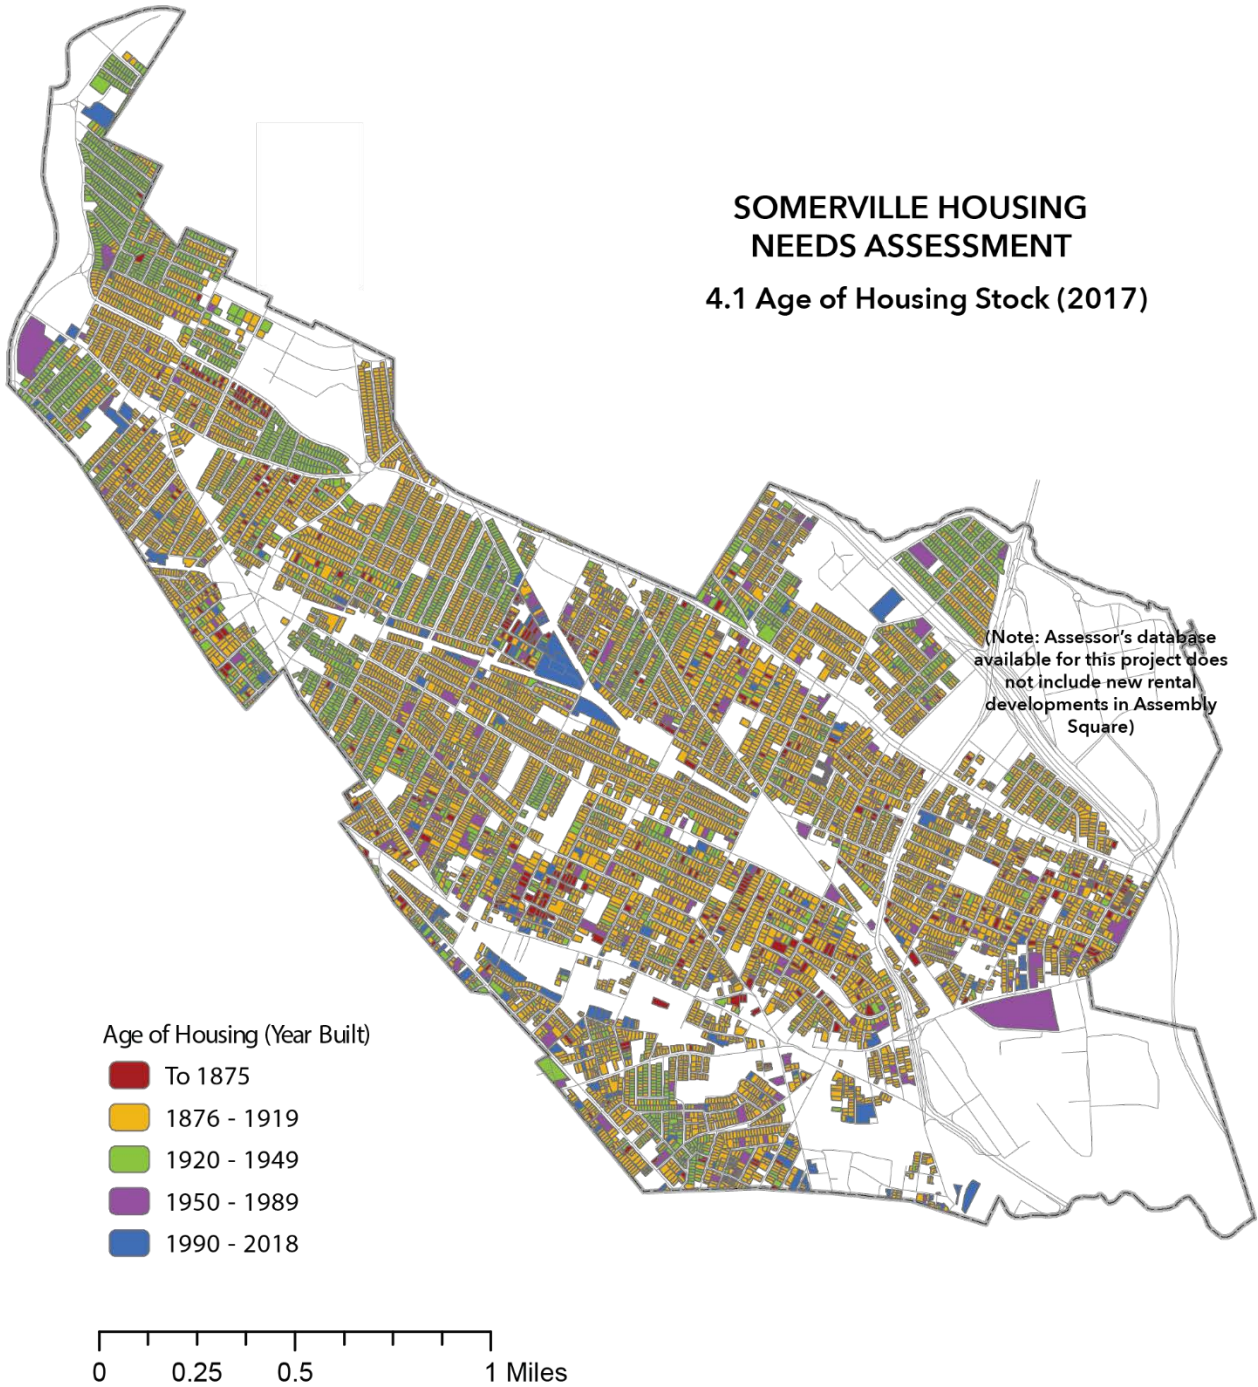 SOMERVILLE HOUSING
NEEDS ASSESSMENT
4.1 Age of Housing Stock (2017)
(Note: Assessor's database
available for this project does
not include new rental
developments in Assembly
Square)
Age of Housing (Year Built)
To 1875
1876 - 1919
1920 - 1949
1950 - 1989
1990 - 2018
0 0.25 0.5 1 Miles